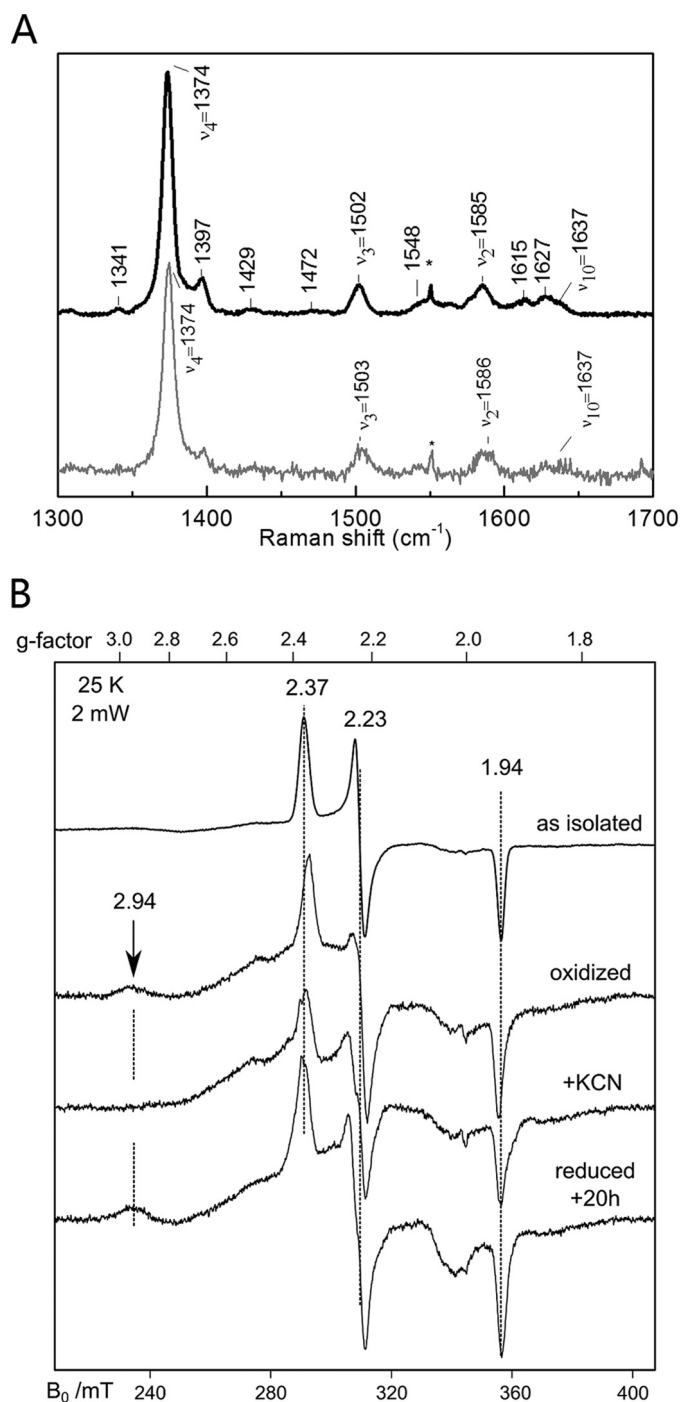 A
ν4=1374
1341
1397
1429
1472
ν3=1502
1548
*
ν2=1585
1615
1627
ν10=1637
ν4=1374
ν3=1503
*
ν2=1586
ν10=1637
1300 1400 1500 1600 1700
Raman shift (cm-1)
B
g-factor 3.0 2.8 2.6 2.4 2.2 2.0 1.8
25 K
2 mW
2.37
2.23
1.94
as isolated
2.94
oxidized
+KCN
reduced
+20h
B0 /mT 240 280 320 360 400